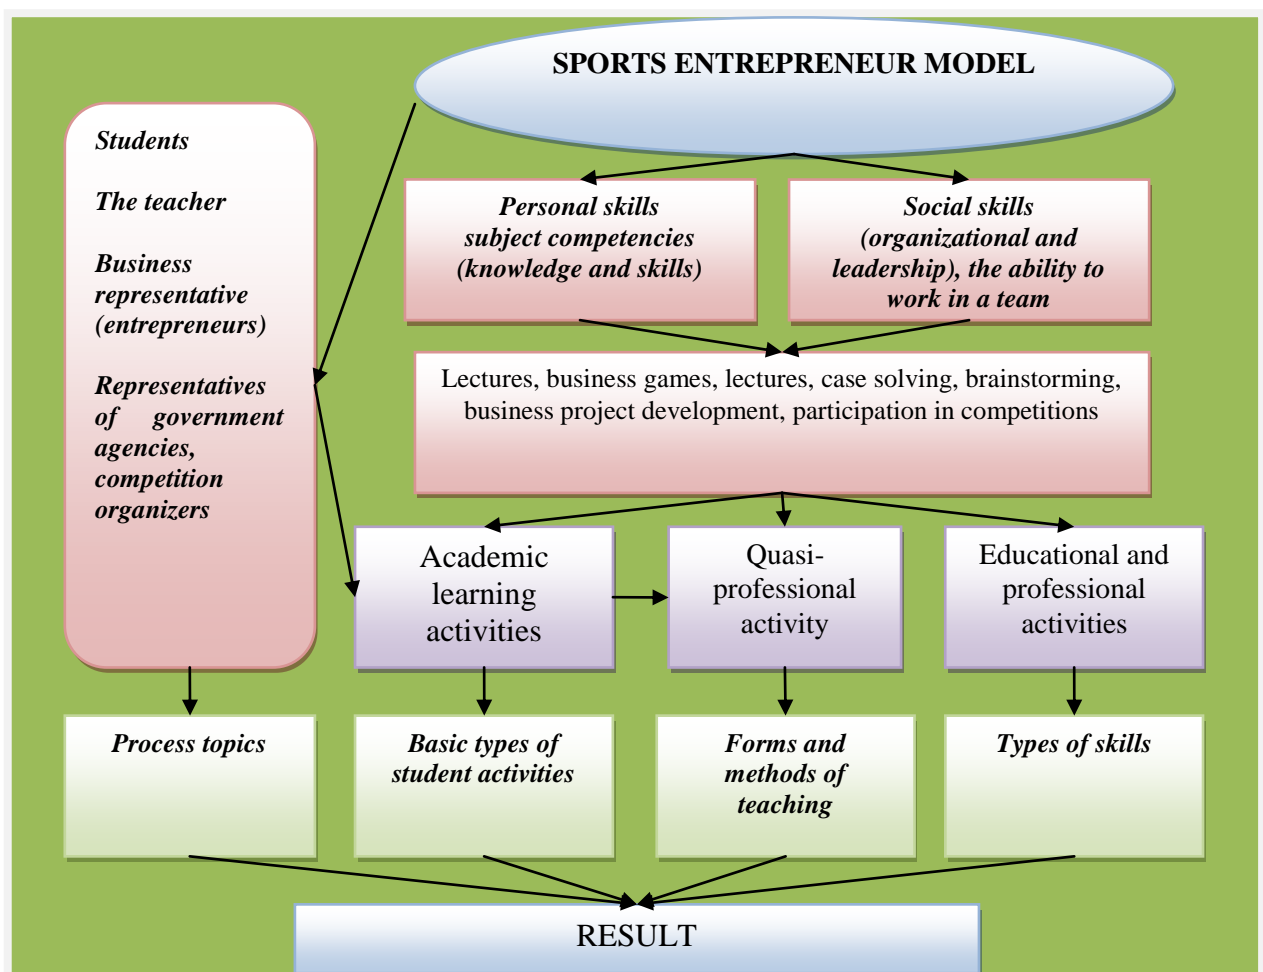 SPORTS ENTREPRENEUR MODEL
Students
The teacher
Business
representative
(entrepreneurs)
Representatives
of government
agencies,
competition
organizers
Personal skills
subject competencies
(knowledge and skills)
Social skills
(organizational and
leadership), the ability to
work in a team
Lectures, business games, lectures, case solving, brainstorming,
business project development, participation in competitions
Academic
learning
activities
Quasi-
professional
activity
Educational and
professional
activities
Process topics
Basic types of
student activities
Forms and
methods of
teaching
Types of skills
RESULT